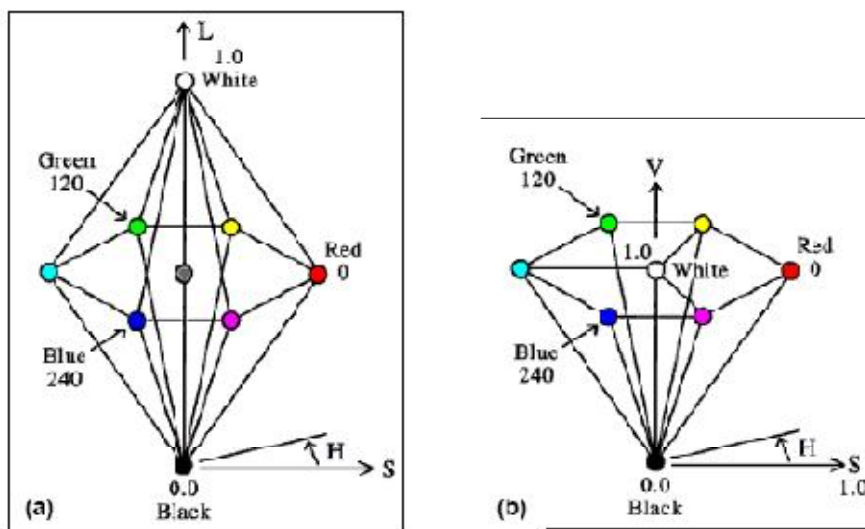 L
1.0
White
Green
120
Red
0
Blue
240
H
S
0.0
Black
(a)
Green
120
V
1.0
White
Red
0
Blue
240
H
S
0.0
1.0
Black
(b)